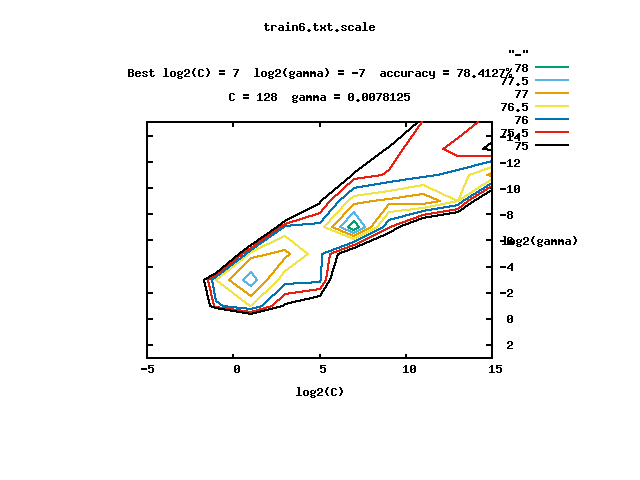 train6.txt.scale
"-"
Best log2(C) = 7 log2(gamma) = -7 accuracy = 78.4127%
78
77.5
77
76.5
76
75.5
75
C = 128 gamma = 0.0078125
-14
-12
-10
-8
-6
log2(gamma)
-4
-2
0
2
-5 0 5 10 15
log2(C)